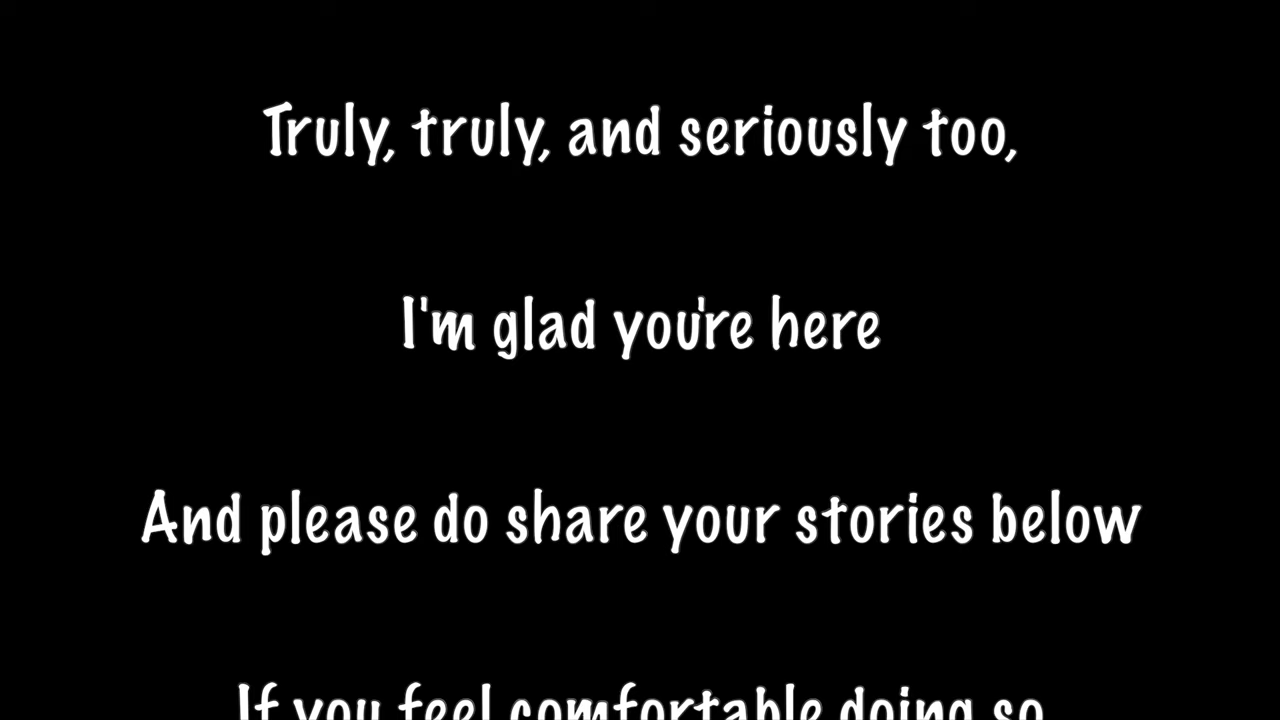 Truly, truly, and seriously too,
I'm glad you're here
And please do share your stories below
If you feel comfortable doing so